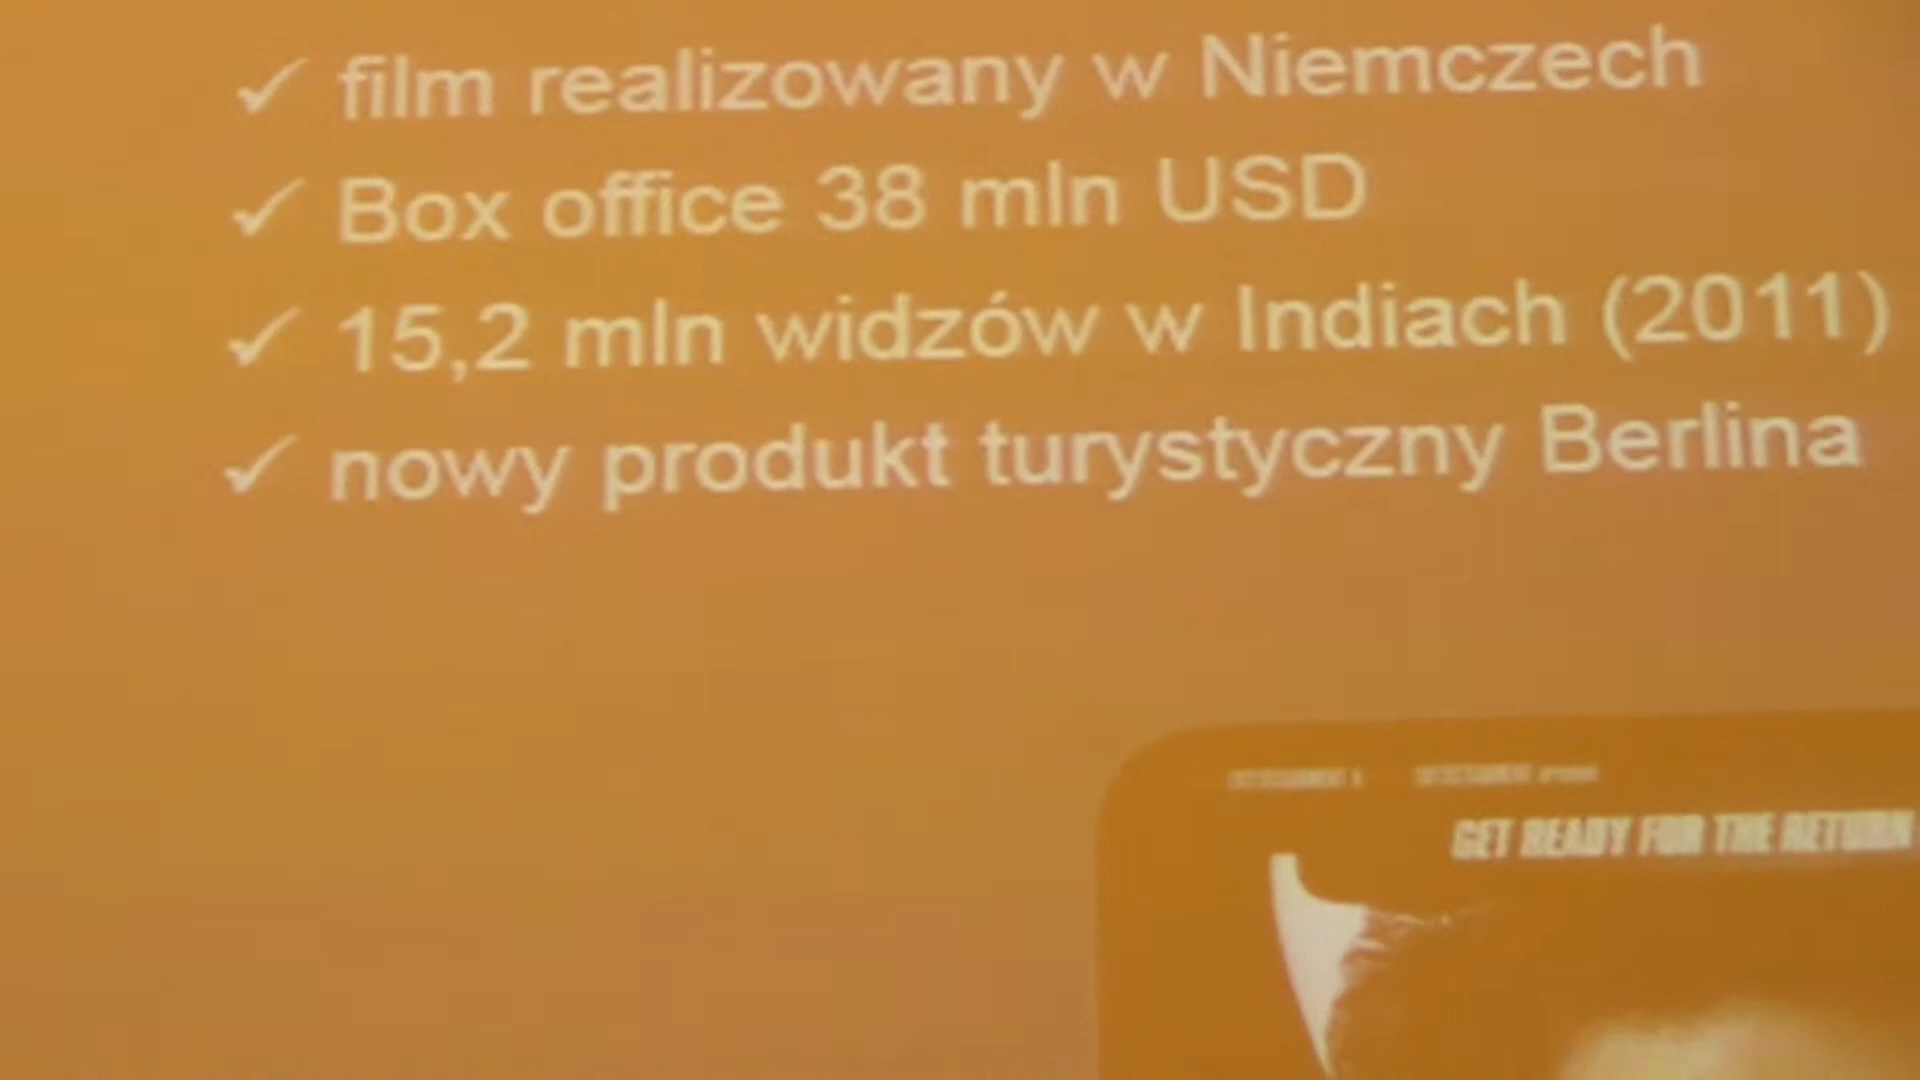 ✓ film realizowany w Niemczech
✓ Box office 38 mln USD
✓ 15,2 mln widzów w Indiach (2011)
✓ nowy produkt turystyczny Berlina
GET READY FOR THE RETURN